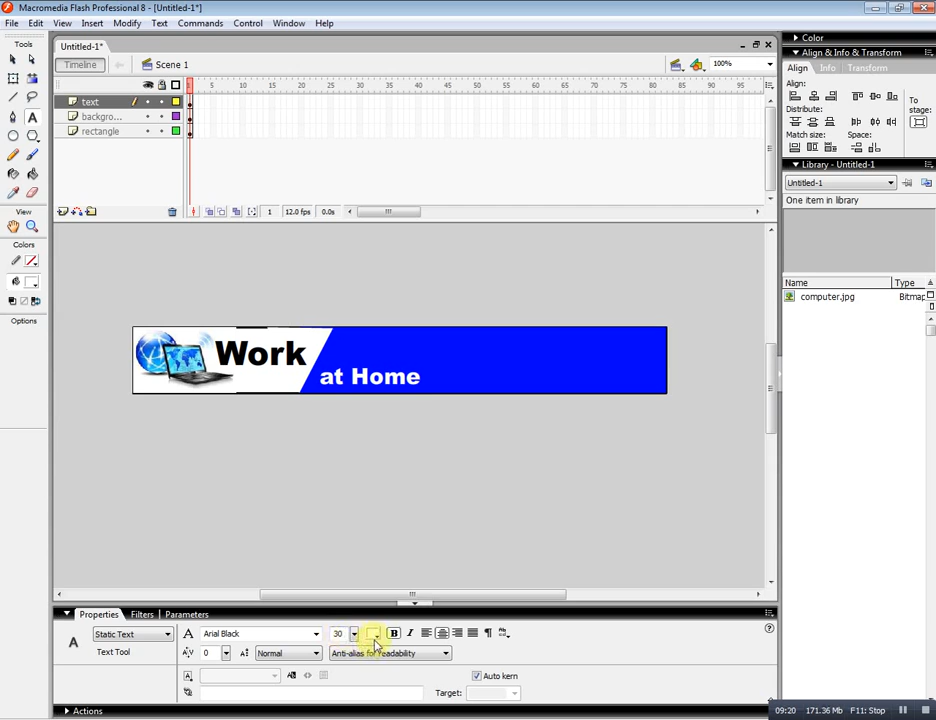 Macromedia Flash Professional 8 - [Untitled-1*]
File Edit View Insert Modify Text Commands Control Window Help
Tools
Untitled-1*
Timeline Scene 1 100%
1 5 10 15 20 25 30 35 40 45 50 55 60 65 70 75 80 85 90 95
text
backgro...
rectangle
1 12.0 fps 0.0s
View
Colors
Options
Work
at Home
Color
Align & Info & Transform
Align Info Transform
Align:
Distribute:
To stage:
Match size: Space:
Library - Untitled-1
Untitled-1
One item in library
Name Type
computer.jpg Bitmap
Properties Filters Parameters
A Static Text A Arial Black 30 B I
Text Tool A/V 0 Normal Anti-alias for readability
Auto kern
Target:
Actions
09:20 171.36 Mb F11: Stop